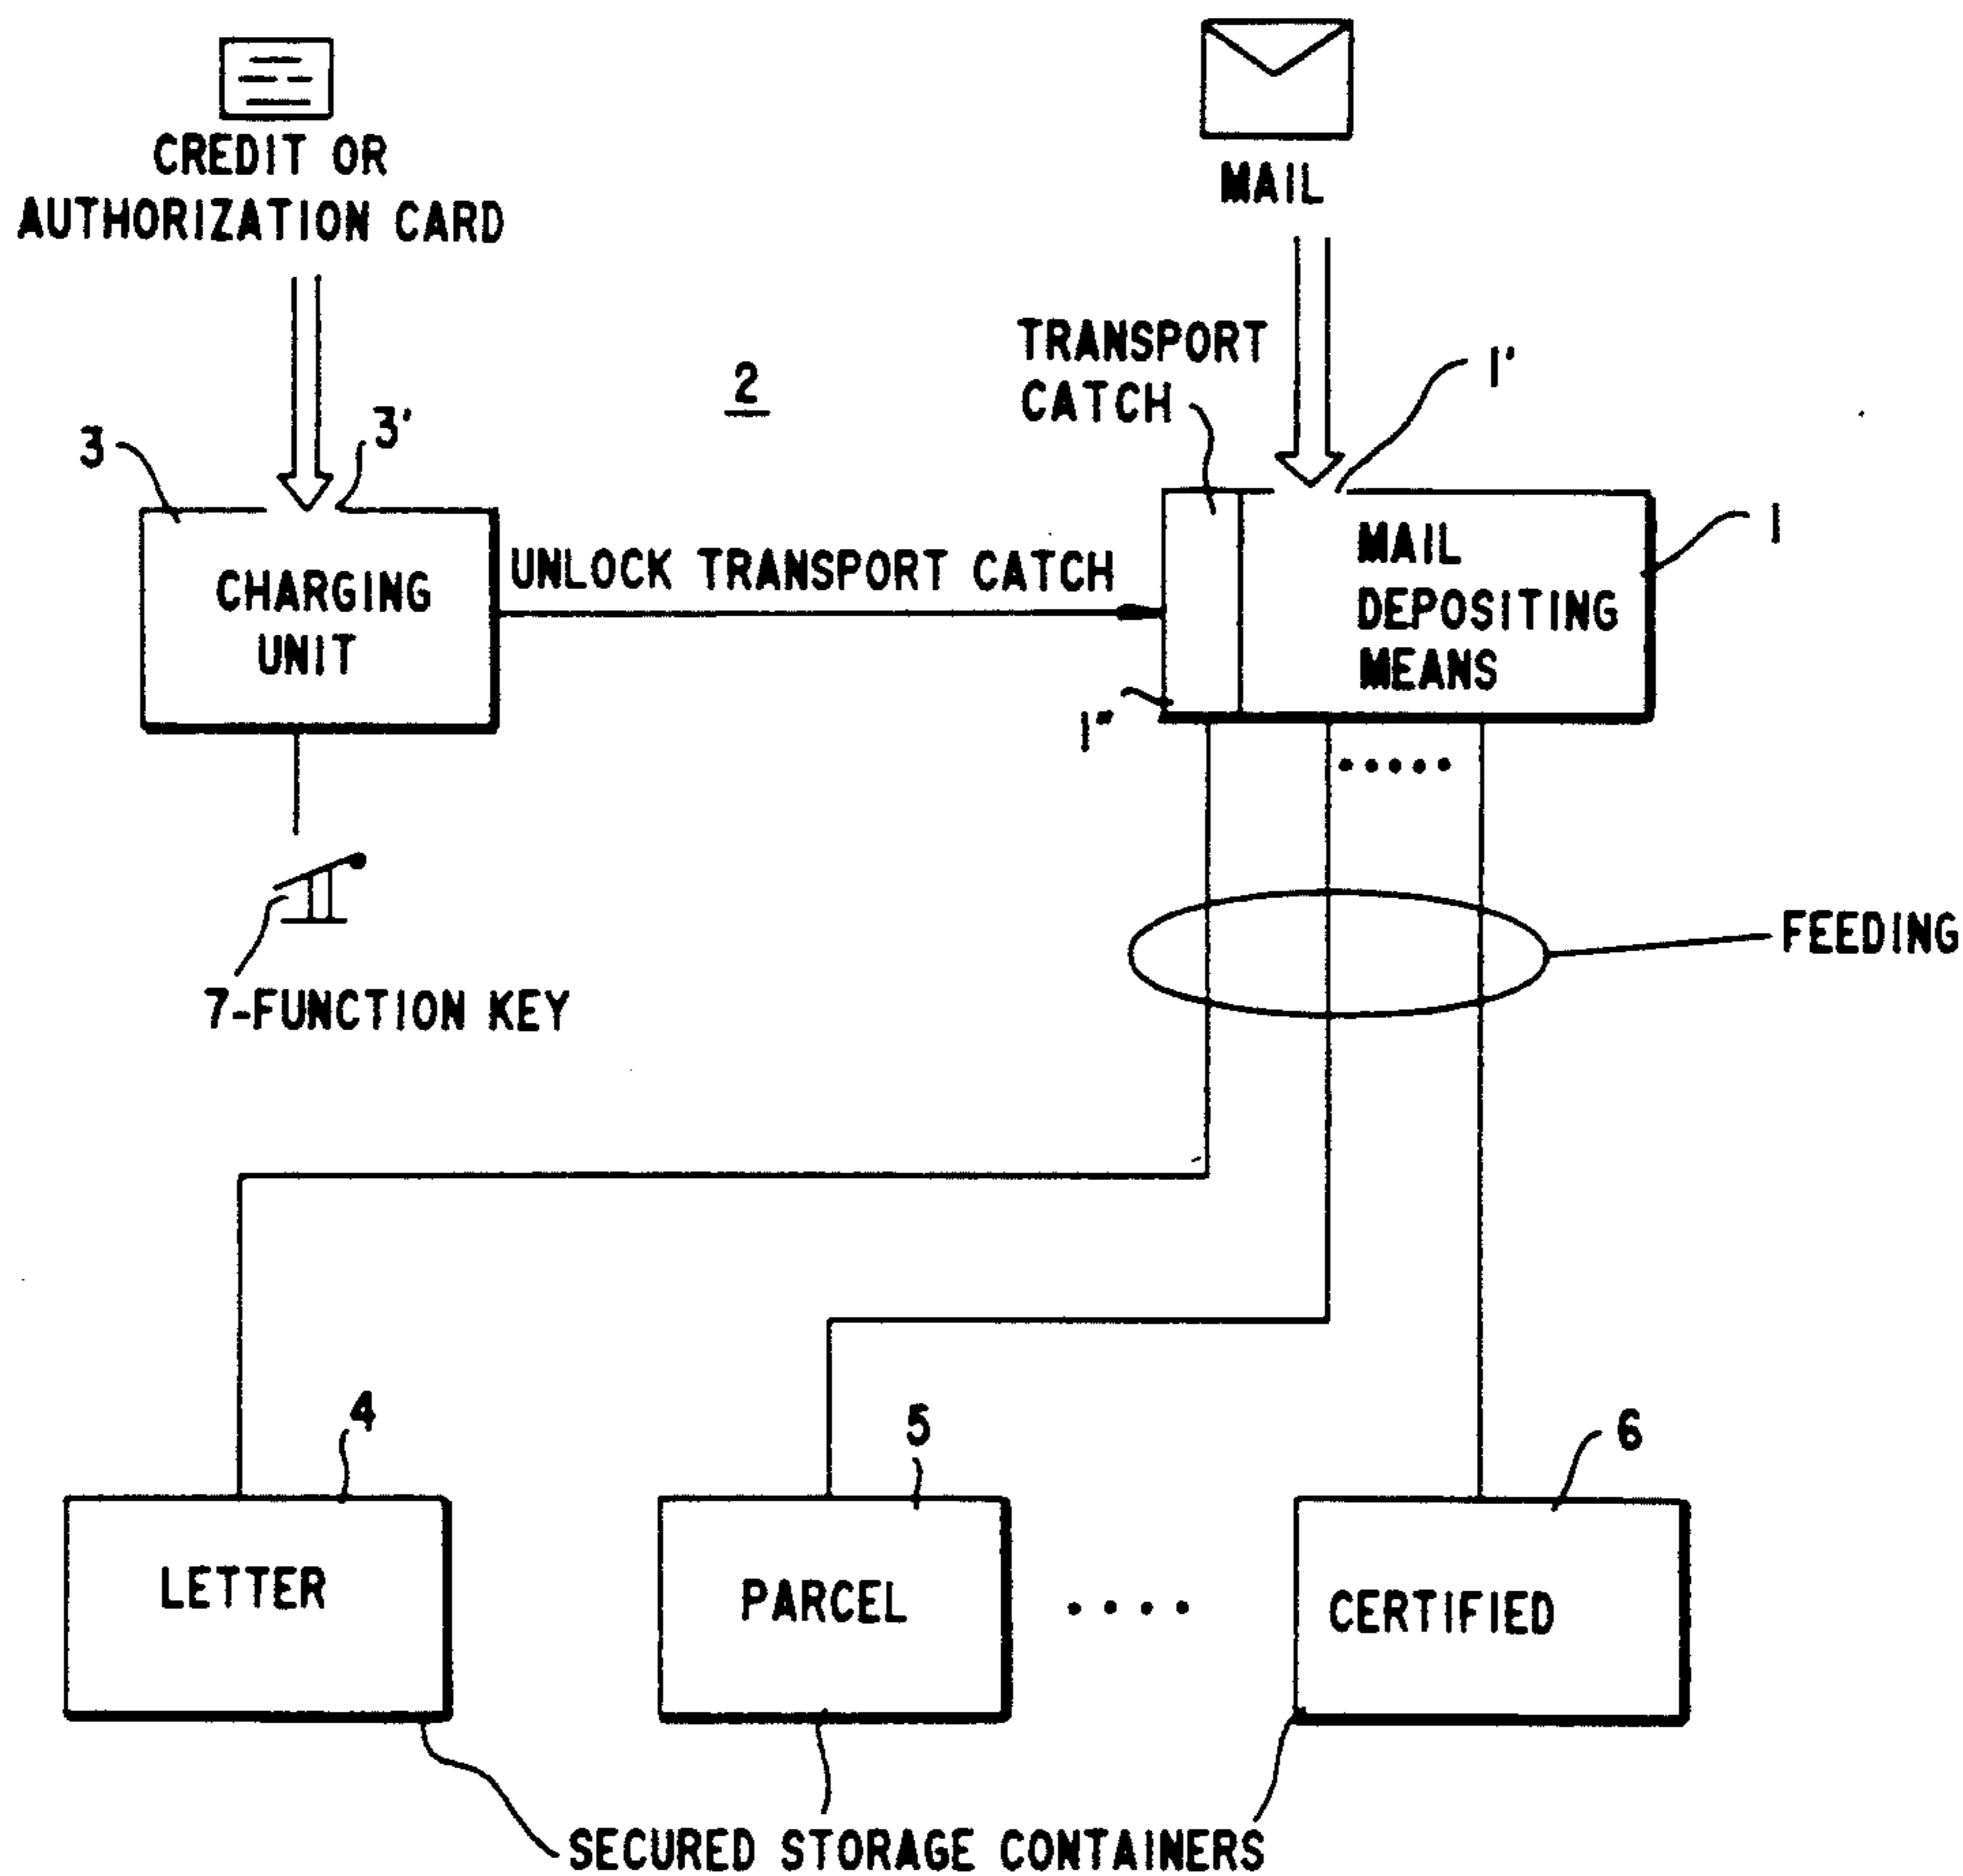 CREDIT OR
AUTHORIZATION CARD
MAIL
TRANSPORT
CATCH
1'
2
3
3'
1
CHARGING
UNIT
UNLOCK TRANSPORT CATCH
MAIL
DEPOSITING
MEANS
1"
7-FUNCTION KEY
FEEDING
4
5
6
LETTER
PARCEL
CERTIFIED
SECURED STORAGE CONTAINERS